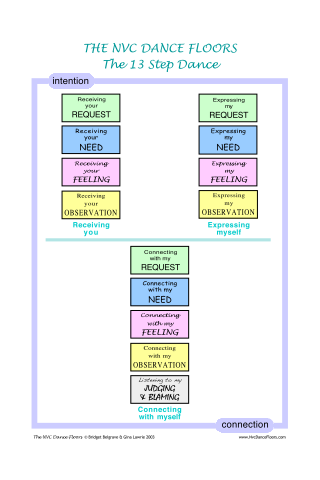 THE NVC DANCE FLOORS
The 13 Step Dance
intention
Receiving
your
REQUEST
Receiving
your
NEED
Receiving
your
FEELING
Receiving
your
OBSERVATION
Receiving
you
Expressing
my
REQUEST
Expressing
my
NEED
Expressing
my
FEELING
Expressing
my
OBSERVATION
Expressing
myself
Connecting
with my
REQUEST
Connecting
with my
NEED
Connecting
with my
FEELING
Connecting
with my
OBSERVATION
Listening to my
JUDGING
& BLAMING
Connecting
with myself
connection
The NVC Dance Floors. © Bridget Belgrave & Gina Lawrie 2003
www.NvcDanceFloors.com